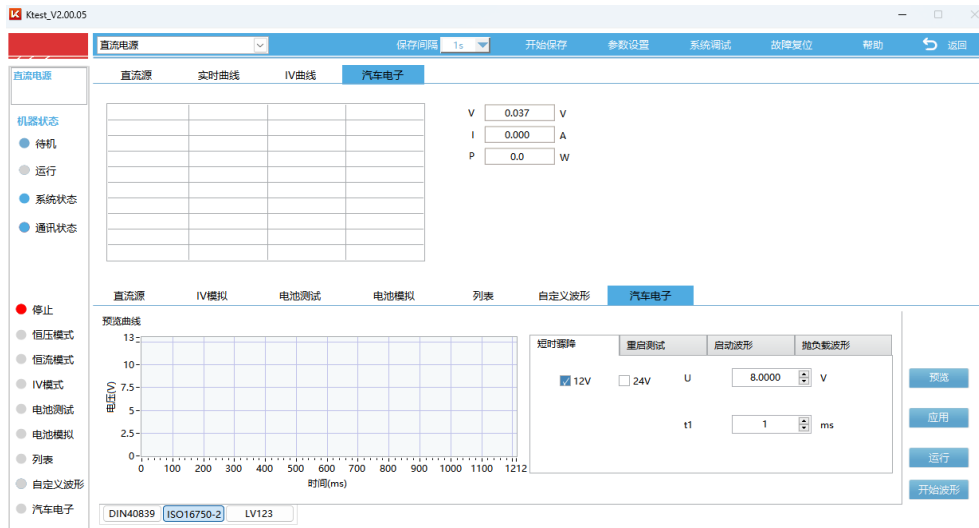 Ktest_V2.00.05
直流电源 保存间隔 1s 开始保存 参数设置 系统调试 故障复位 帮助 返回
直流电源
直流源 实时曲线 IV曲线 汽车电子
V 0.037 V
I 0.000 A
P 0.0 W
机器状态
待机
运行
系统状态
通讯状态
停止
恒压模式
恒流模式
IV模式
电池测试
电池模拟
列表
自定义波形
汽车电子
直流源 IV模拟 电池测试 电池模拟 列表 自定义波形 汽车电子
预览曲线
电压(V)
13
10
7.5
5
2.5
0
0 100 200 300 400 500 600 700 800 900 1000 1100 1212
时间(ms)
短时骤降 重启测试 启动波形 抛负载波形
12V 24V U 8.0000 V
t1 1 ms
预览
应用
运行
开始波形
DIN40839 ISO16750-2 LV123